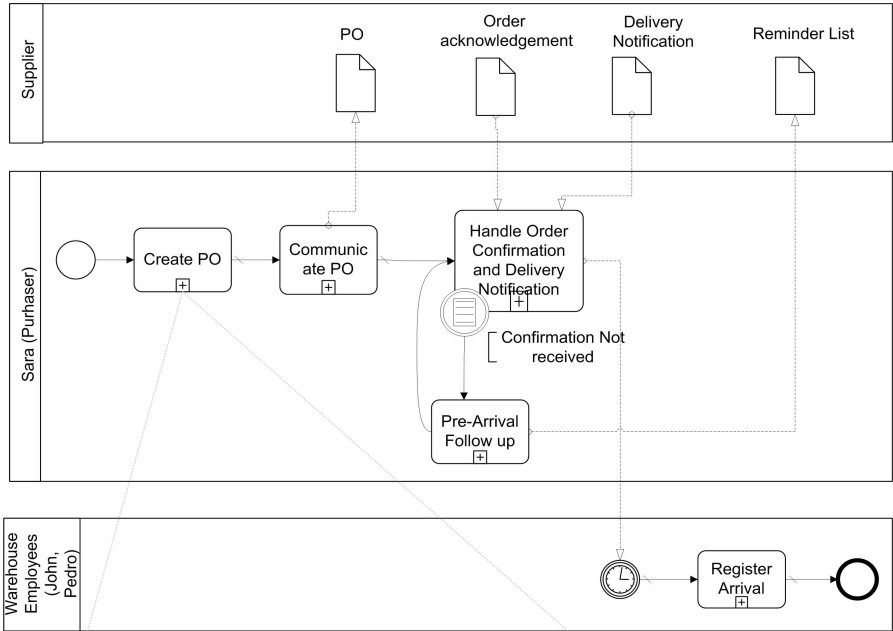 Supplier
PO
Order
acknowledgement
Delivery
Notification
Reminder List
Sara (Purhaser)
Create PO
Communic
ate PO
Handle Order
Confirmation
and Delivery
Notification
Confirmation Not
received
Pre-Arrival
Follow up
Warehouse
Employees
(John,
Pedro)
Register
Arrival